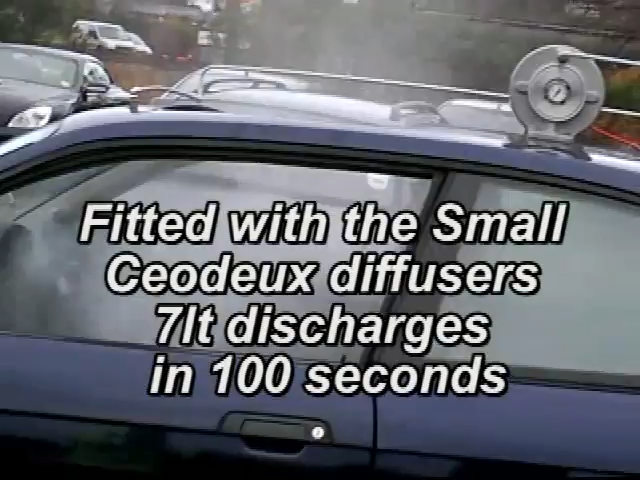 Fitted with the Small
Ceodeux diffusers
7lt discharges
in 100 seconds